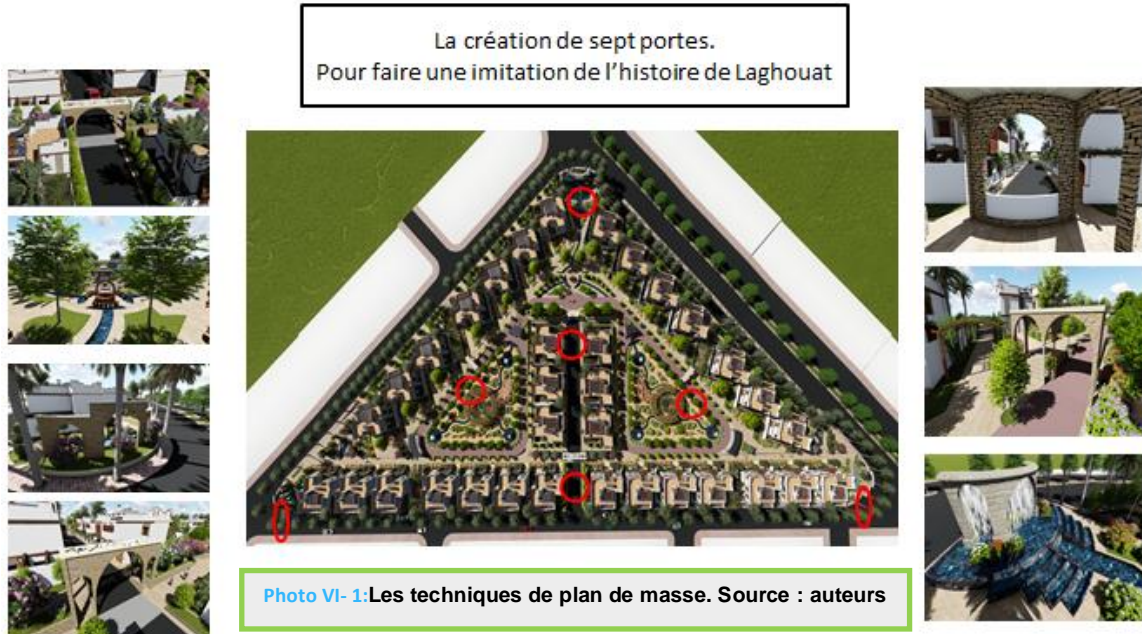 La création de sept portes.
Pour faire une imitation de l'histoire de Laghouat
Photo VI- 1:Les techniques de plan de masse. Source : auteurs